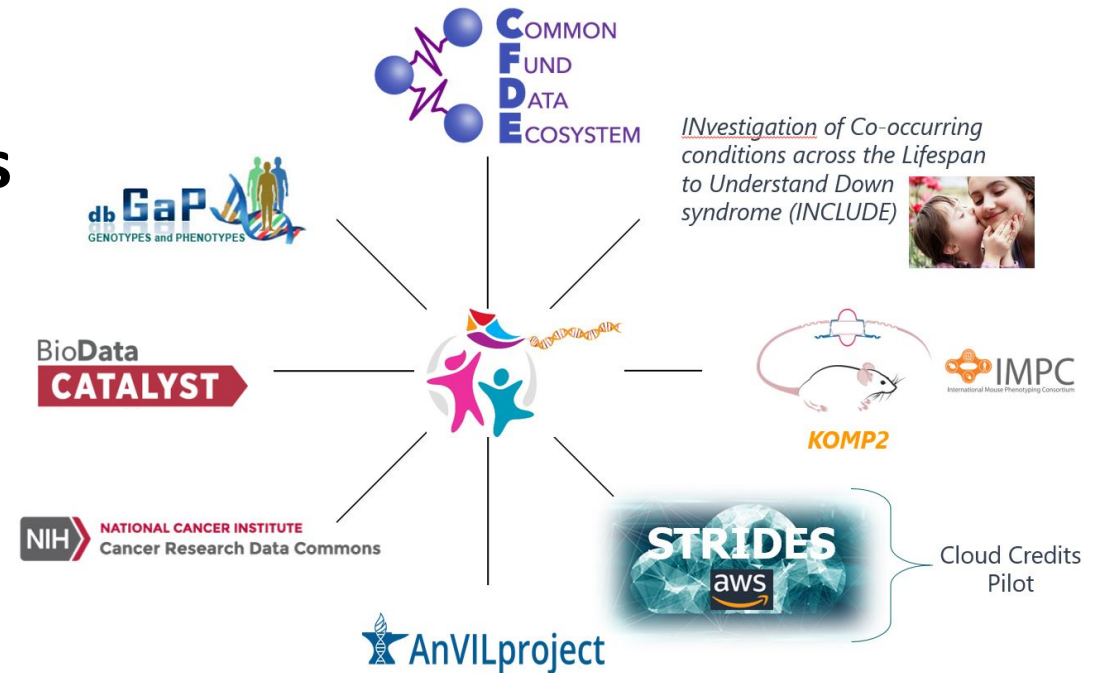 COMMON
FUND
DATA
ECOSYSTEM
INvestigation of Co-occurring
conditions across the Lifespan
to Understand Down
syndrome (INCLUDE)
s
db GaP
GENOTYPES and PHENOTYPES
BioData
CATALYST
IMPC
International Mouse Phenotyping Consortium
KOMP2
NIH
NATIONAL CANCER INSTITUTE
Cancer Research Data Commons
STRIDES
aws
Cloud Credits
Pilot
AnVILproject